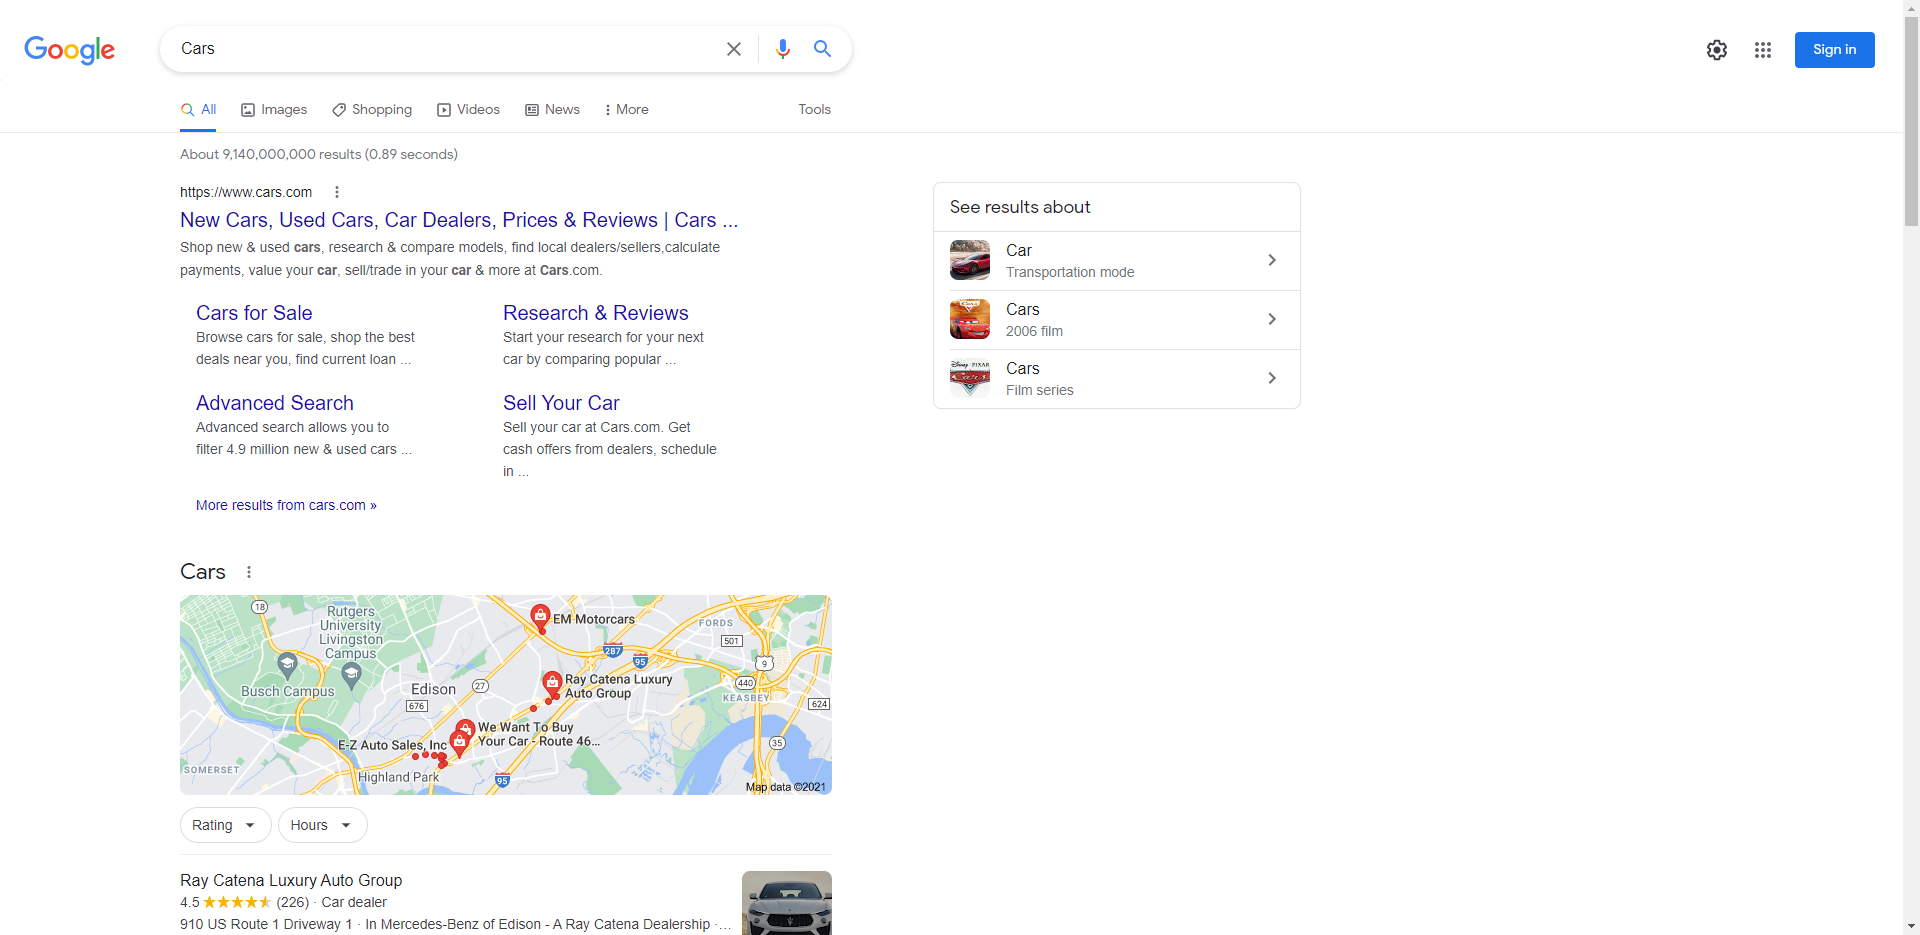 Google
Cars
Sign in
All
Images
Shopping
Videos
News
More
Tools
About 9,140,000,000 results (0.89 seconds)
https://www.cars.com
New Cars, Used Cars, Car Dealers, Prices & Reviews | Cars ...
Shop new & used cars, research & compare models, find local dealers/sellers,calculate
payments, value your car, sell/trade in your car & more at Cars.com.
Cars for Sale
Browse cars for sale, shop the best
deals near you, find current loan ...
Research & Reviews
Start your research for your next
car by comparing popular ...
Advanced Search
Advanced search allows you to
filter 4.9 million new & used cars ...
Sell Your Car
Sell your car at Cars.com. Get
cash offers from dealers, schedule
in ...
More results from cars.com »
See results about
Car
Transportation mode
Cars
2006 film
Cars
Film series
Disney · PIXAR
Cars
Cars
18
Rutgers
University
Livingston
Campus
Busch Campus
EM Motorcars
FORDS
501
287
95
9
Ray Catena Luxury
Auto Group
440
KEASBEY
Edison
27
676
624
We Want To Buy
Your Car - Route 46...
E-Z Auto Sales, Inc
35
SOMERSET
Highland Park
95
Map data ©2021
Rating
Hours
Ray Catena Luxury Auto Group
4.5 (226) · Car dealer
910 US Route 1 Driveway 1 · In Mercedes-Benz of Edison - A Ray Catena Dealership ·...